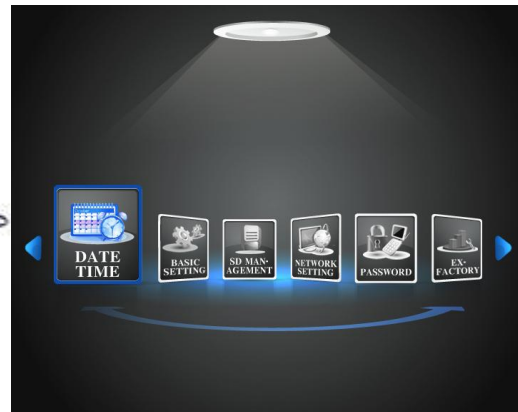 DATE
TIME
BASIC
SETTING
SD MAN-
AGEMENT
NETWORK
SETTING
PASSWORD
EX-
FACTORY